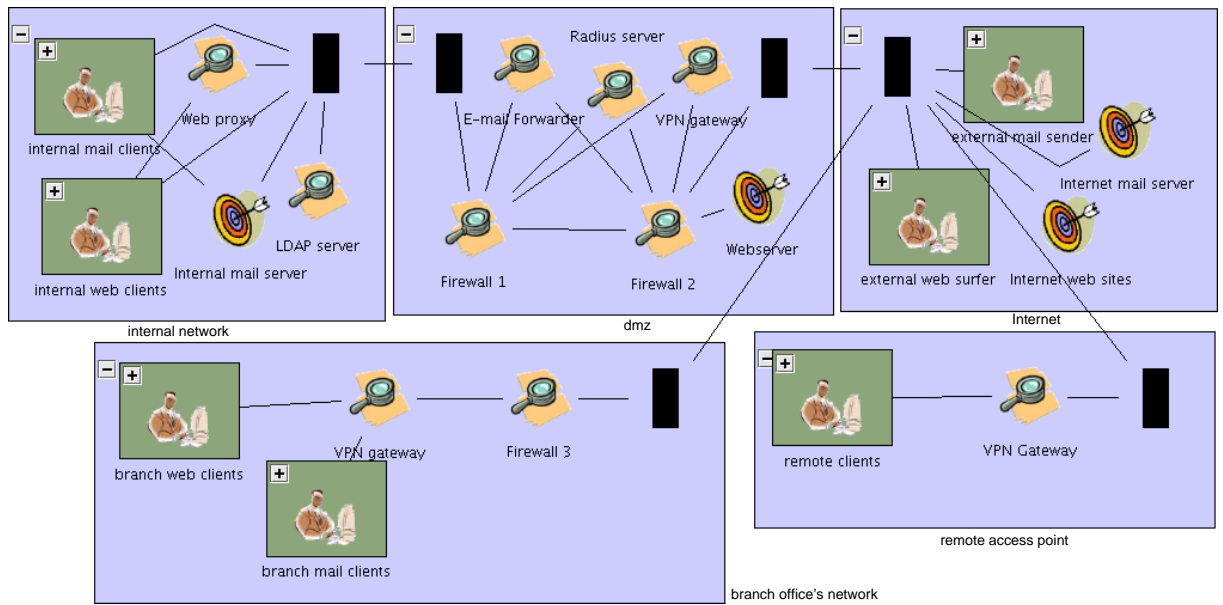 Radius server
Web proxy
E-mail Forwarder
VPN gateway
external mail sender
internal mail clients
Internet mail server
LDAP server
Webserver
Internal mail server
Firewall 1
Firewall 2
external web surfer
Internet web sites
internal web clients
internal network
dmz
Internet
VPN gateway
Firewall 3
VPN Gateway
branch web clients
remote clients
branch mail clients
remote access point
branch office's network